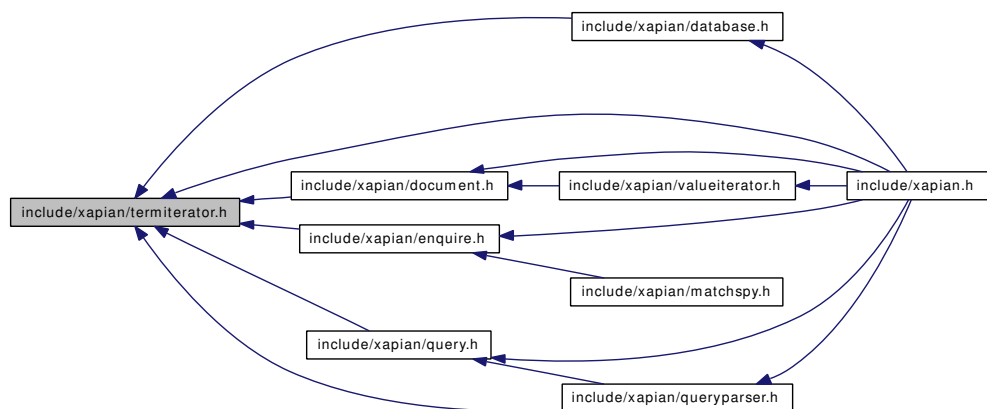 include/xapian/database.h
include/xapian/document.h
include/xapian/valueiterator.h
include/xapian.h
include/xapian/termiterator.h
include/xapian/enquire.h
include/xapian/matchspy.h
include/xapian/query.h
include/xapian/queryparser.h